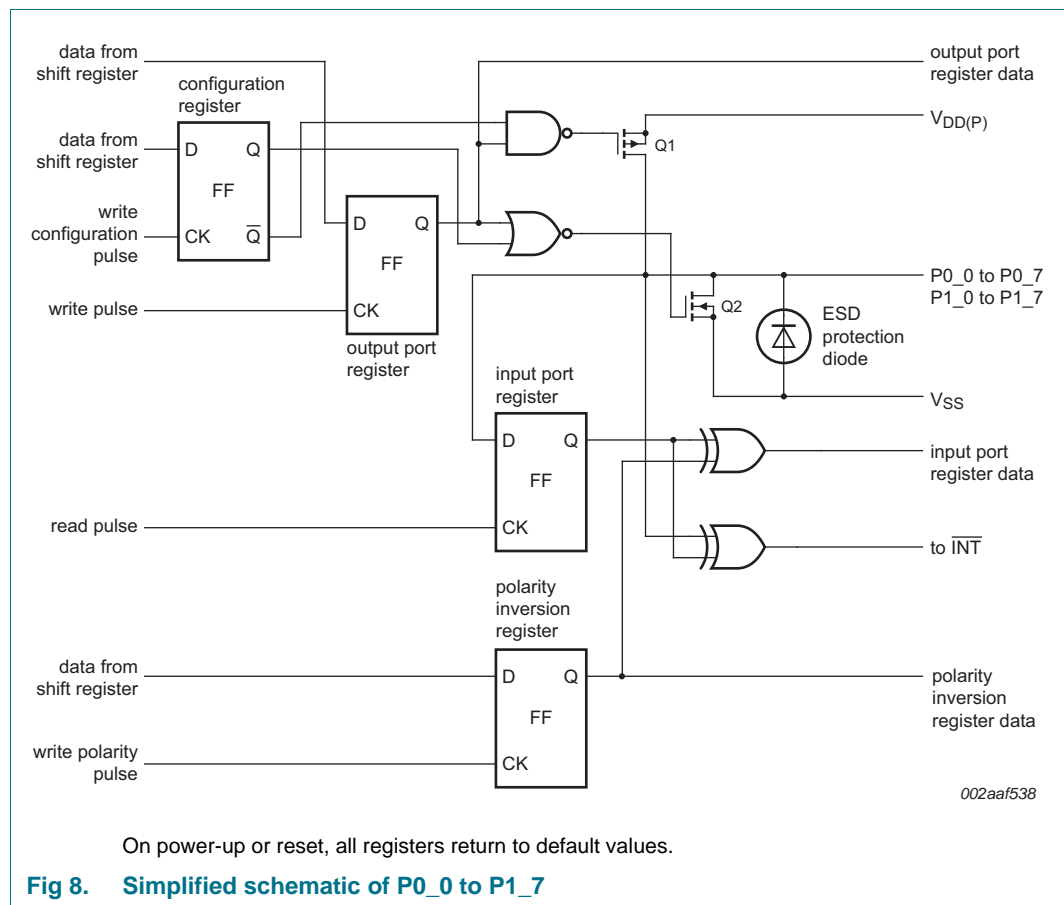 data from
shift register
configuration
register
data from
shift register
D
Q
FF
write
configuration
pulse
CK
Q
D
Q
FF
CK
write pulse
output port
register
output port
register data
VDD(P)
Q1
P0_0 to P0_7
P1_0 to P1_7
Q2
ESD
protection
diode
VSS
input port
register
D
Q
FF
CK
read pulse
input port
register data
to INT
polarity
inversion
register
data from
shift register
D
Q
FF
write polarity
pulse
CK
polarity
inversion
register data
002aaf538
On power-up or reset, all registers return to default values.
Fig 8. Simplified schematic of P0_0 to P1_7